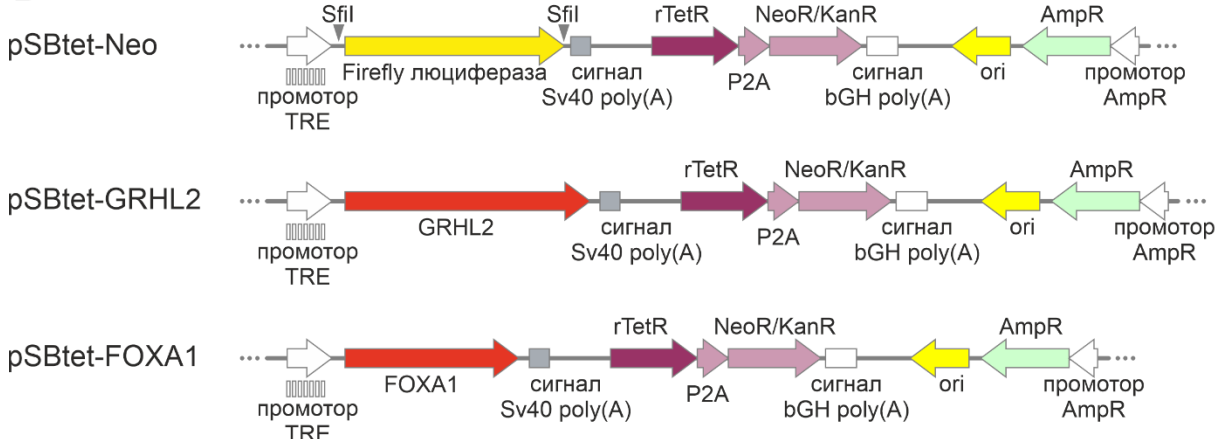 SfiI SfiI rTetR NeoR/KanR AmpR
pSBtet-Neo ... ...
Firefly люцифераза сигнал P2A сигнал ori промотор
промотор Sv40 poly(A) bGH poly(A) AmpR
TRE
rTetR NeoR/KanR AmpR
pSBtet-GRHL2 ... ...
GRHL2 сигнал P2A сигнал ori промотор
промотор Sv40 poly(A) bGH poly(A) AmpR
TRE
rTetR NeoR/KanR AmpR
pSBtet-FOXA1 ... ...
FOXA1 сигнал P2A сигнал ori промотор
промотор Sv40 poly(A) bGH poly(A) AmpR
TRE